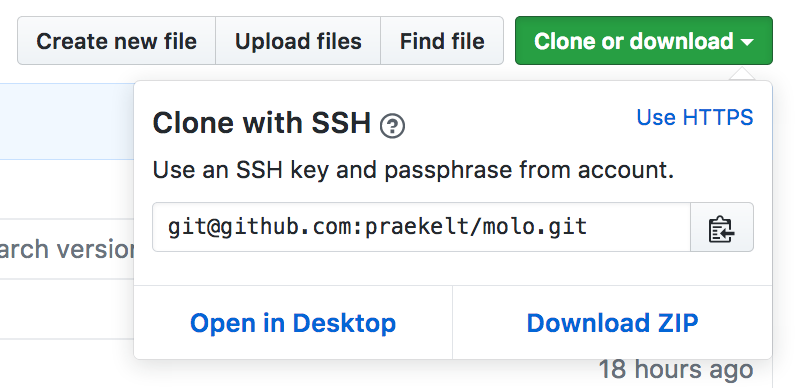 Create new file Upload files Find file Clone or download
Clone with SSH ?
Use HTTPS
Use an SSH key and passphrase from account.
git@github.com:praekelt/molo.git
arch version
Open in Desktop Download ZIP
18 hours ago